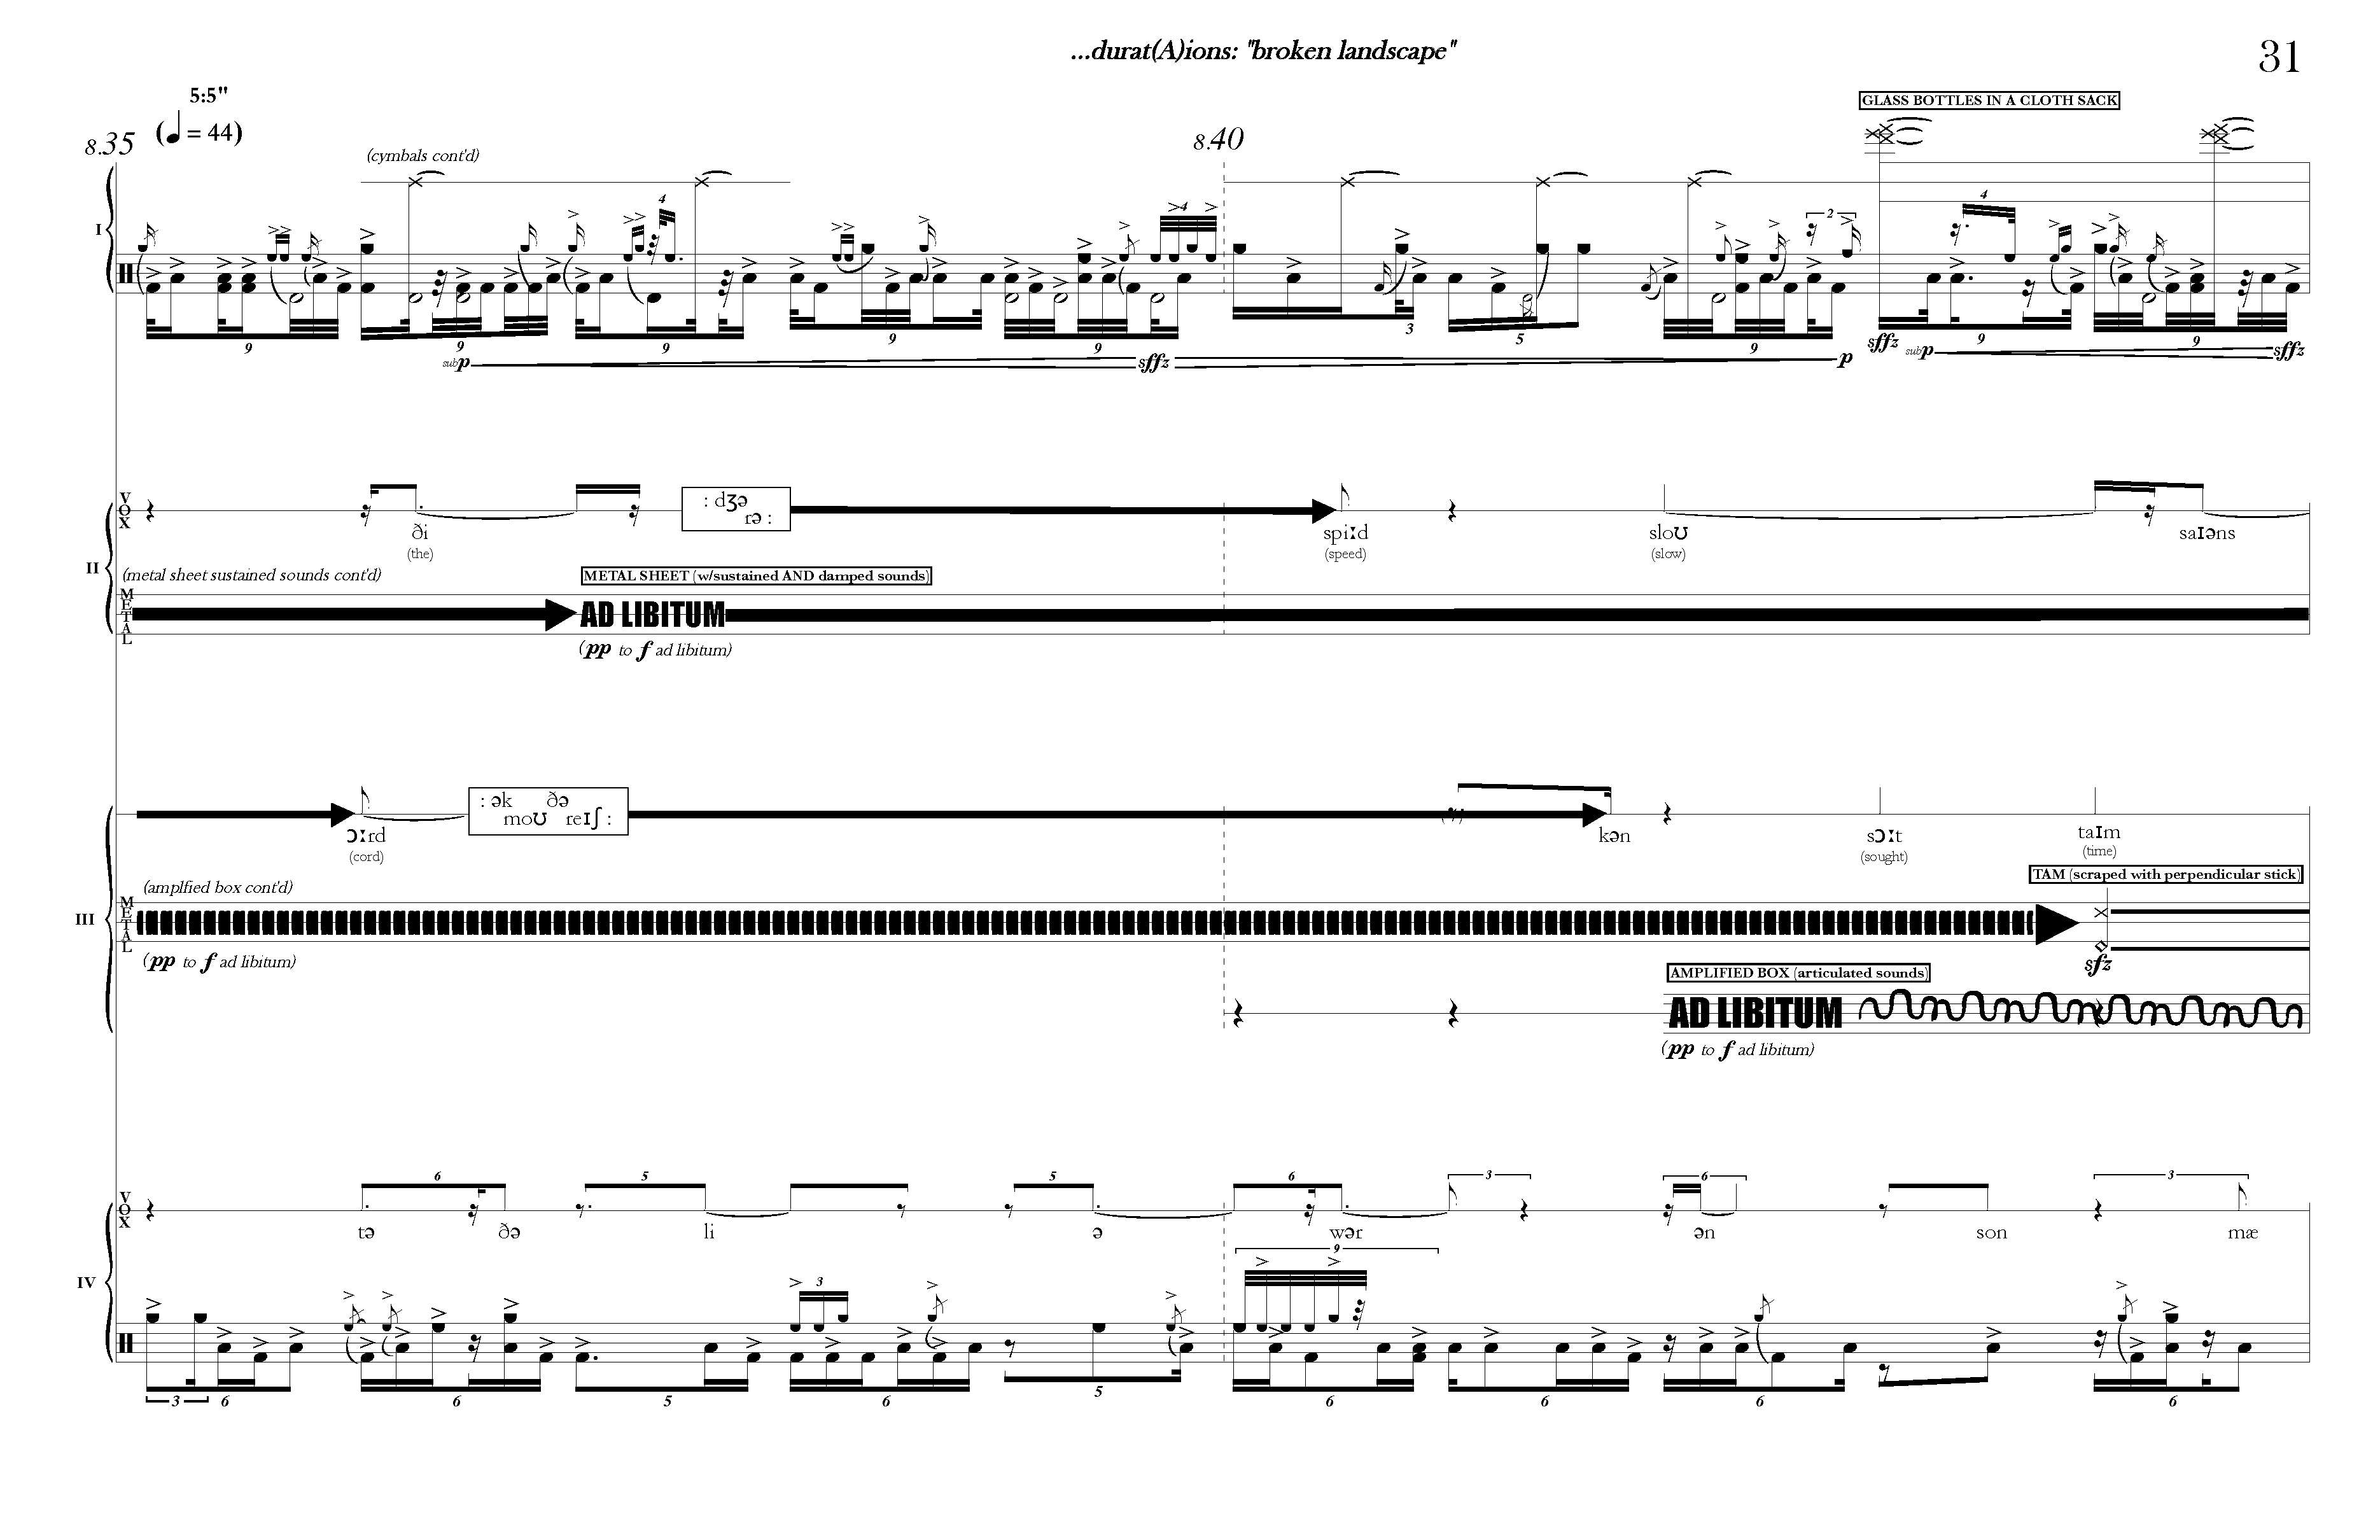 ...durat(A)ions: "broken landscape"
31
5:5"
(♩ = 44)
8.35
8.40
GLASS BOTTLES IN A CLOTH SACK
(cymbals cont'd)
4
4
4
2
I
9 9 9 9 9 3 5 9 9 9
subp sffz p sffz subp sffz
VOX
: dʒə
rə :
ði spiːd sloʊ saɪəns
(the) (speed) (slow)
II
(metal sheet sustained sounds cont'd)
METAL SHEET (w/sustained AND damped sounds)
METAL
AD LIBITUM
(pp to f ad libitum)
: ək ðə
moʊ reɪʃ :
ɔːrd kən sɔːt taɪm
(cord) (sought) (time)
(amplfied box cont'd)
TAM (scraped with perpendicular stick)
III
METAL
(pp to f ad libitum)
sfz
AMPLIFIED BOX (articulated sounds)
AD LIBITUM
(pp to f ad libitum)
6 5 5 6 3 6 3
VOX
tə ðə li ə wər ən son mæ
9
IV
3
3 6 6 5 6 5 6 6 6 6